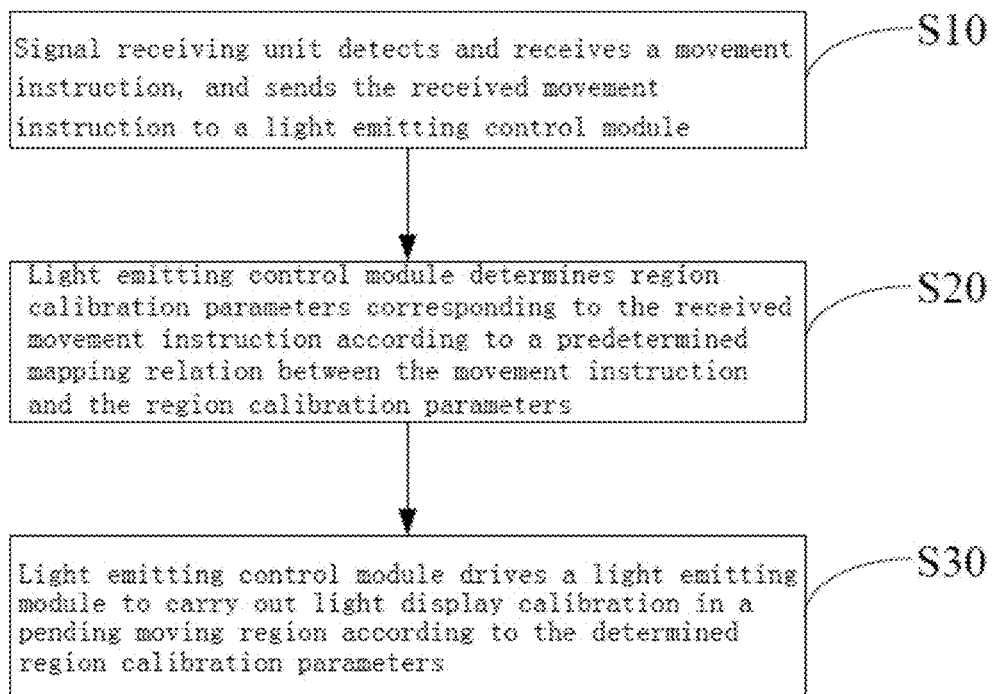 Signal receiving unit detects and receives a movement
instruction, and sends the received movement
instruction to a light emitting control module
S10
Light emitting control module determines region
calibration parameters corresponding to the received
movement instruction according to a predetermined
mapping relation between the movement instruction
and the region calibration parameters
S20
Light emitting control module drives a light emitting
module to carry out light display calibration in a
pending moving region according to the determined
region calibration parameters
S30